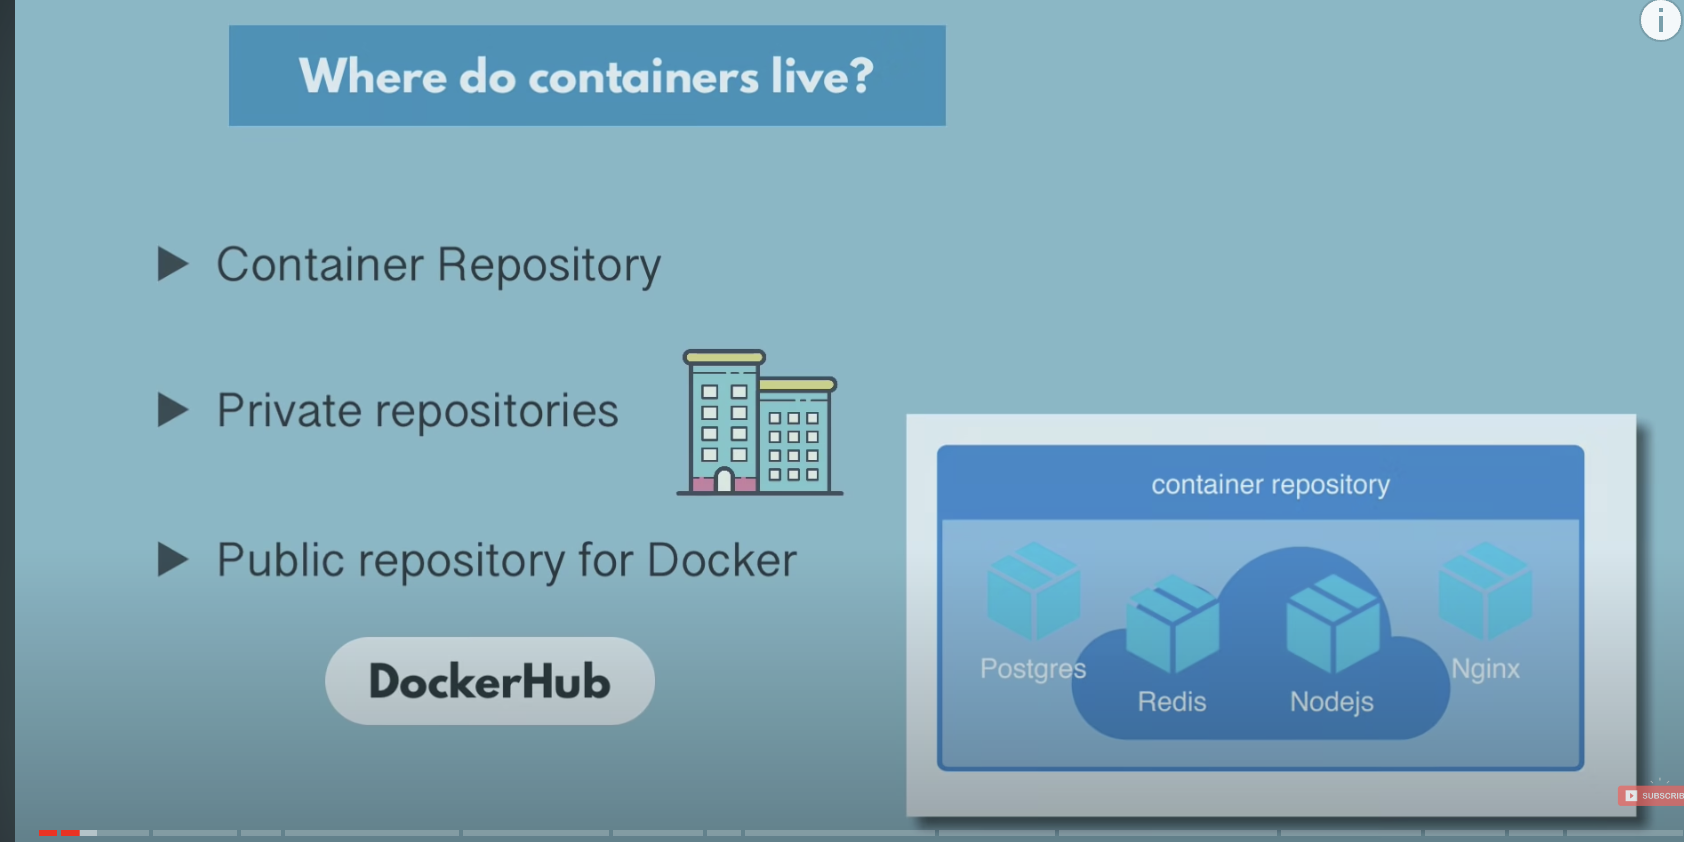 Where do containers live?
Container Repository
Private repositories
Public repository for Docker
DockerHub
container repository
Postgres
Redis
Nodejs
Nginx
i